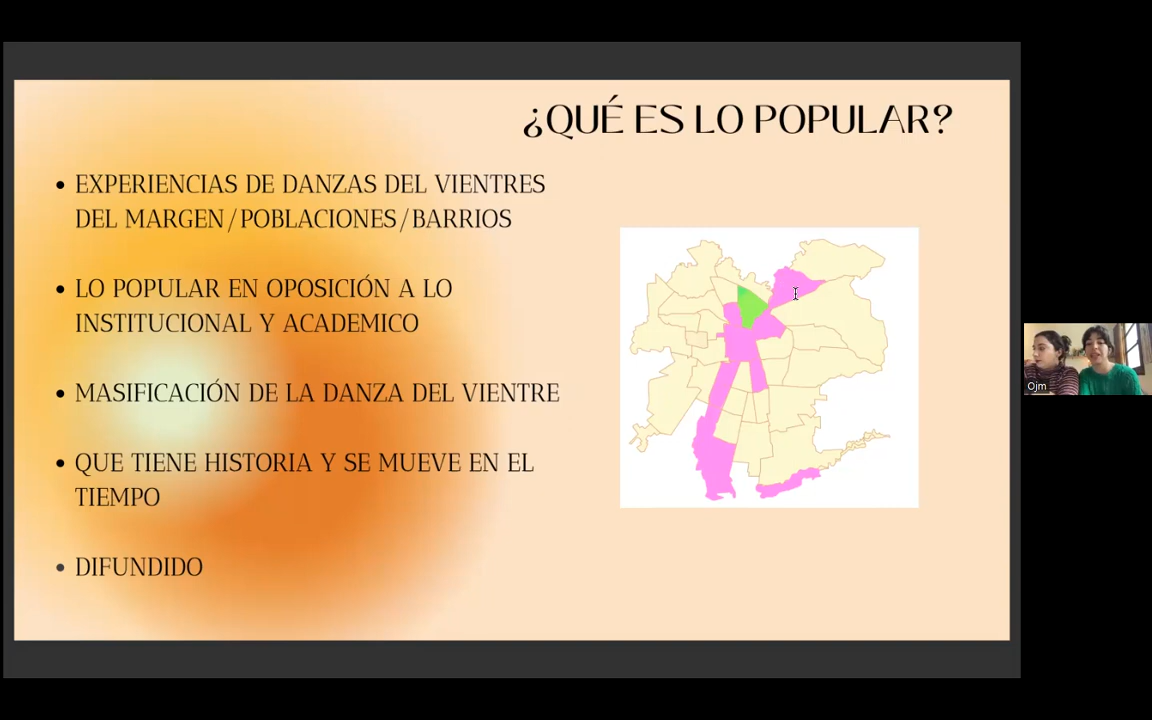 ¿QUÉ ES LO POPULAR?
EXPERIENCIAS DE DANZAS DEL VIENTRES
DEL MARGEN/POBLACIONES/BARRIOS
LO POPULAR EN OPOSICIÓN A LO
INSTITUCIONAL Y ACADEMICO
MASIFICACIÓN DE LA DANZA DEL VIENTRE
QUE TIENE HISTORIA Y SE MUEVE EN EL
TIEMPO
DIFUNDIDO
Ojm